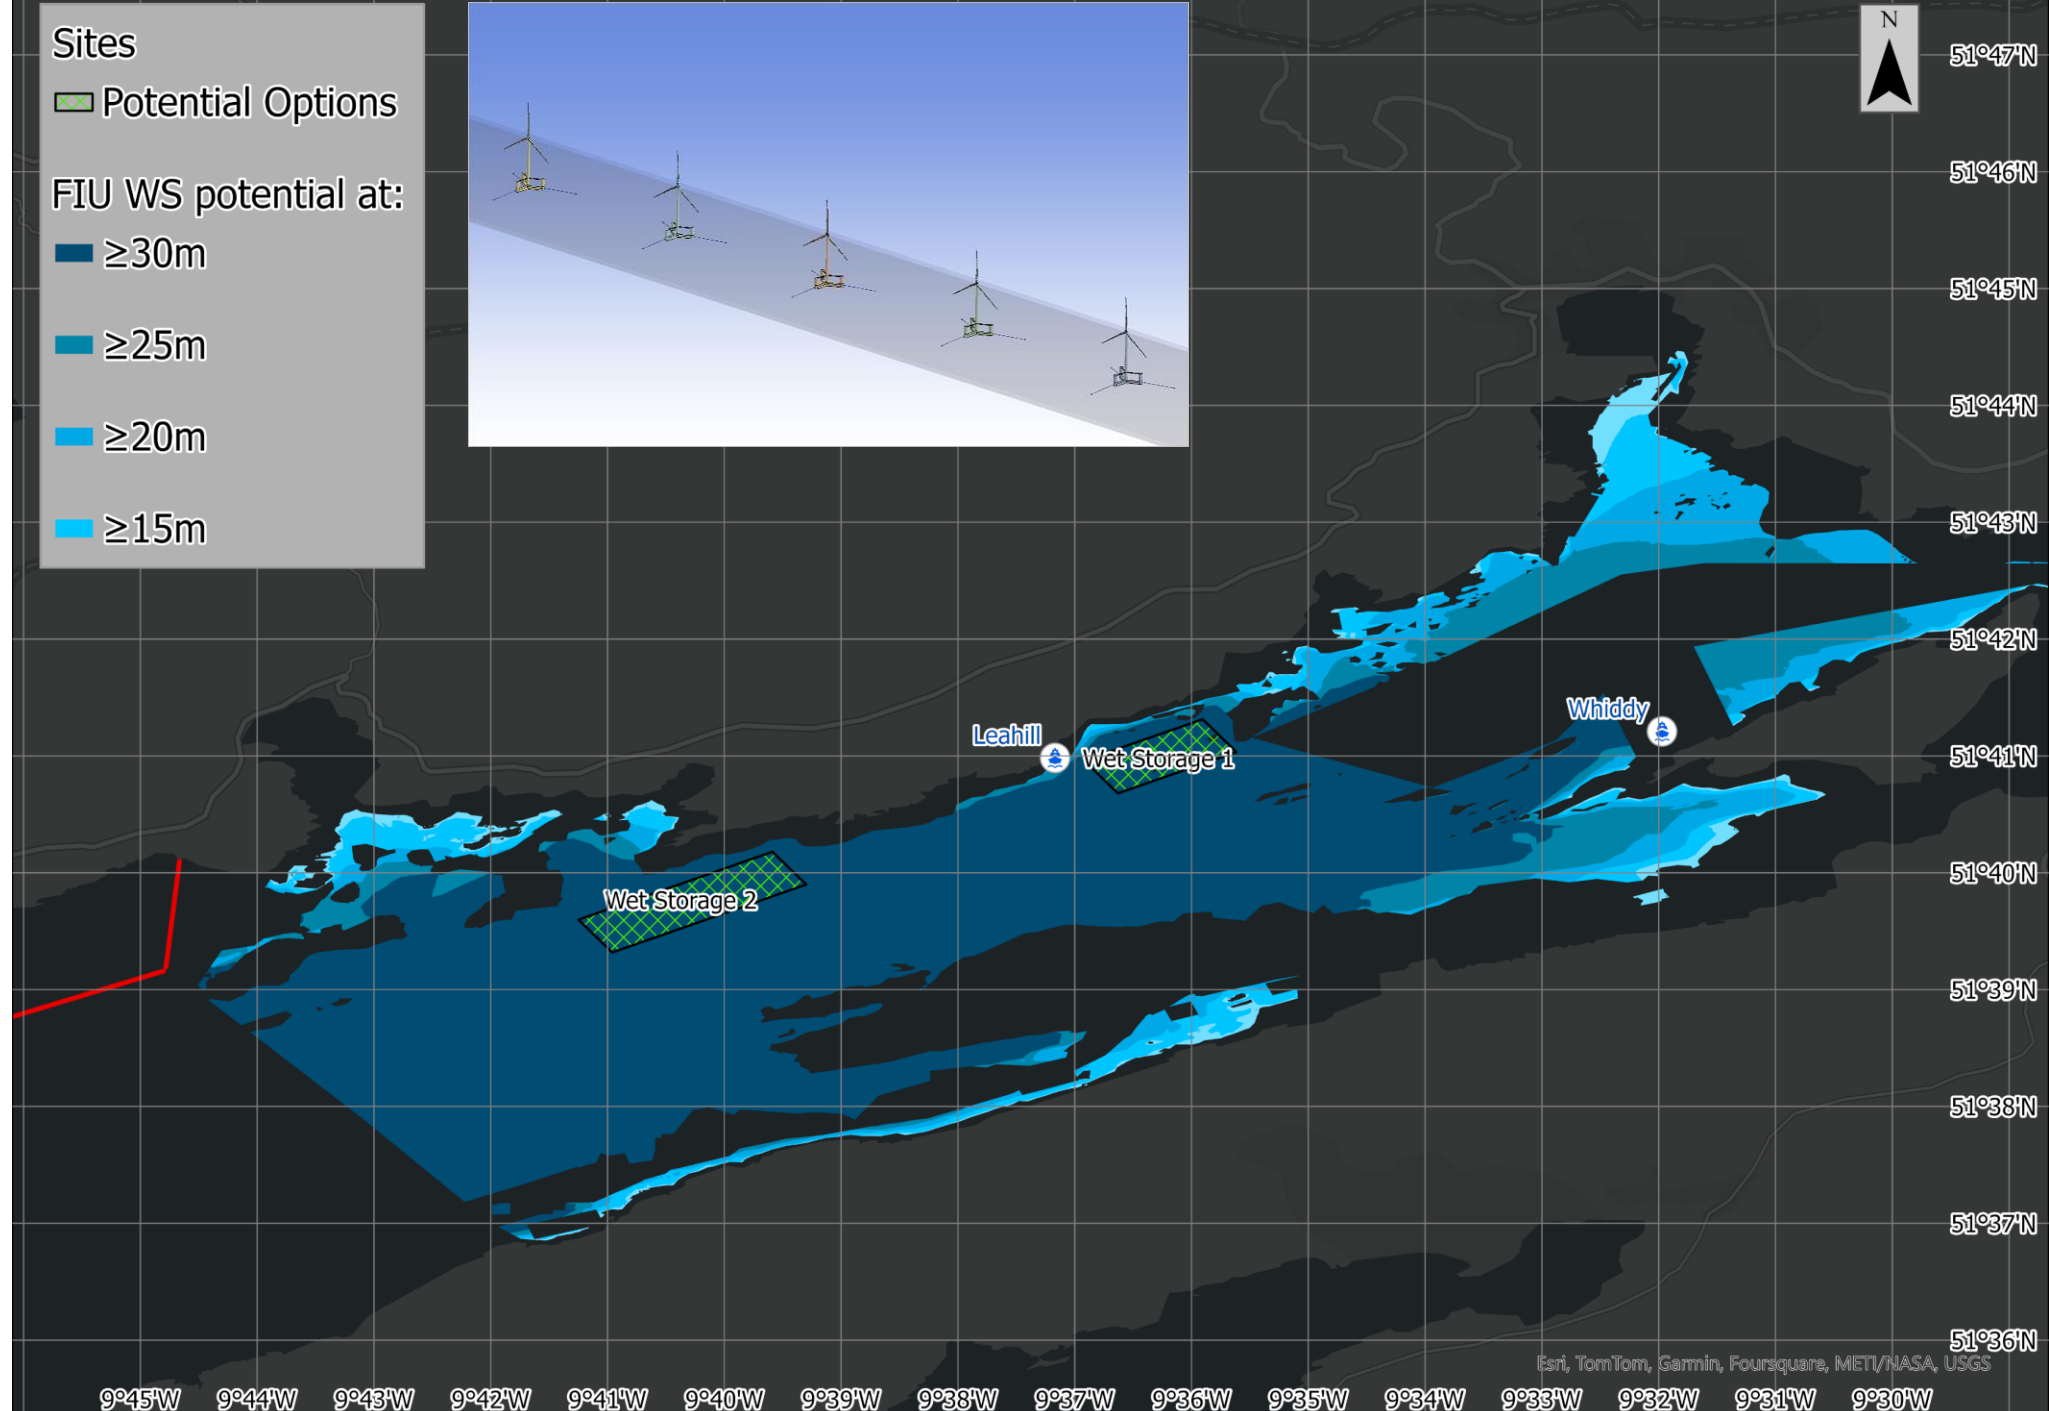 Sites
Potential Options
FIU WS potential at:
≥30m
≥25m
≥20m
≥15m
N
51°47'N
51°46'N
51°45'N
51°44'N
51°43'N
51°42'N
51°41'N
51°40'N
51°39'N
51°38'N
51°37'N
51°36'N
Whiddy
Leahill
Wet Storage 1
Wet Storage 2
Esri, TomTom, Garmin, Foursquare, METI/NASA, USGS
9°45'W 9°44'W 9°43'W 9°42'W 9°41'W 9°40'W 9°39'W 9°38'W 9°37'W 9°36'W 9°35'W 9°34'W 9°33'W 9°32'W 9°31'W 9°30'W